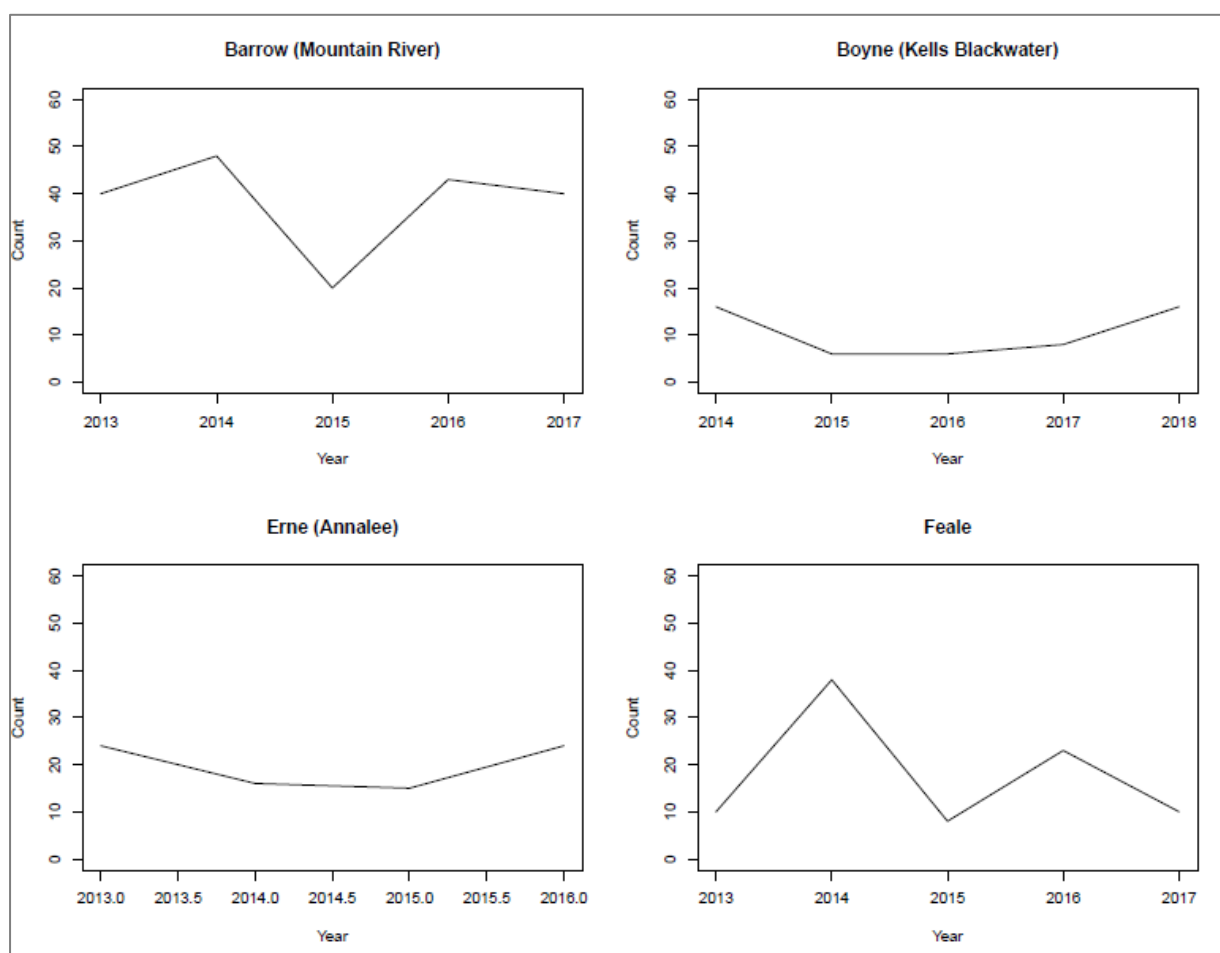 Barrow (Mountain River)
Count
60
50
40
30
20
10
0
2013 2014 2015 2016 2017
Year
Boyne (Kells Blackwater)
Count
60
50
40
30
20
10
0
2014 2015 2016 2017 2018
Year
Erne (Annalee)
Count
60
50
40
30
20
10
0
2013.0 2013.5 2014.0 2014.5 2015.0 2015.5 2016.0
Year
Feale
Count
60
50
40
30
20
10
0
2013 2014 2015 2016 2017
Year